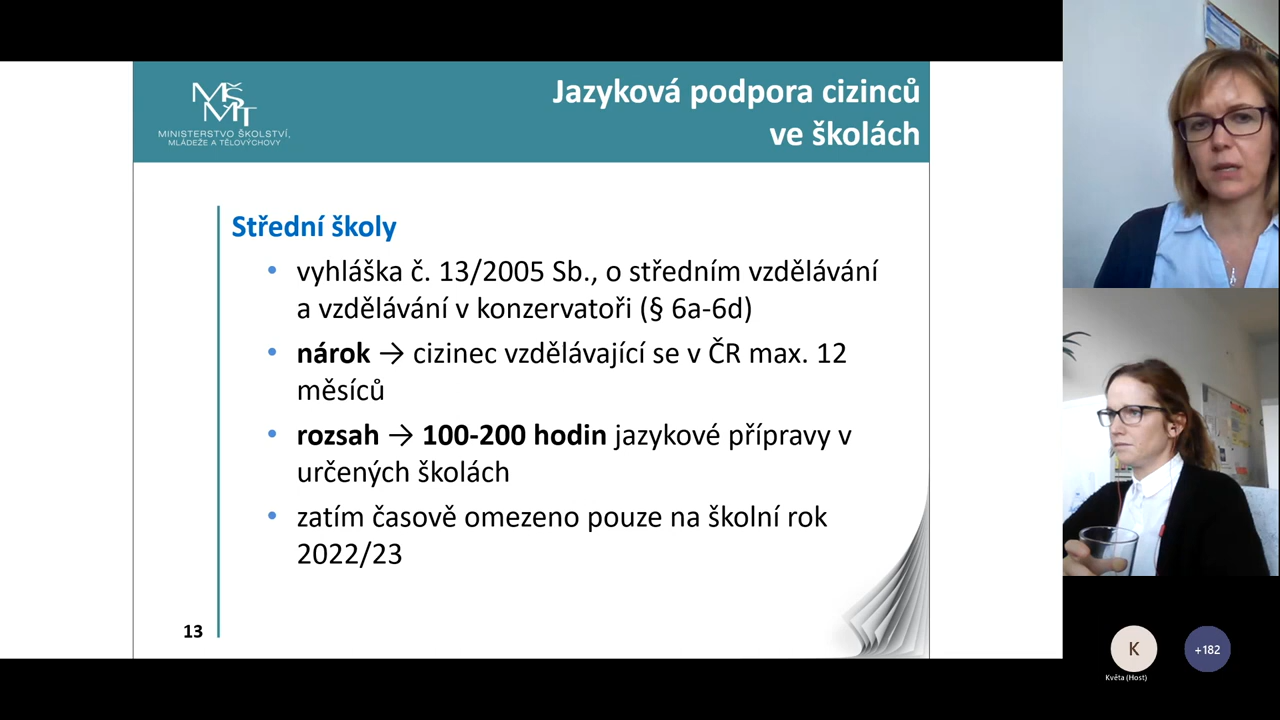 MŠMT
MINISTERSTVO ŠKOLSTVÍ,
MLÁDEŽE A TĚLOVÝCHOVY
Jazyková podpora cizinců
ve školách
Střední školy
• vyhláška č. 13/2005 Sb., o středním vzdělávání
a vzdělávání v konzervatoři (§ 6a-6d)
• nárok → cizinec vzdělávající se v ČR max. 12
měsíců
• rozsah → 100-200 hodin jazykové přípravy v
určených školách
• zatím časově omezeno pouze na školní rok
2022/23
13
K
+182
Květa (Host)